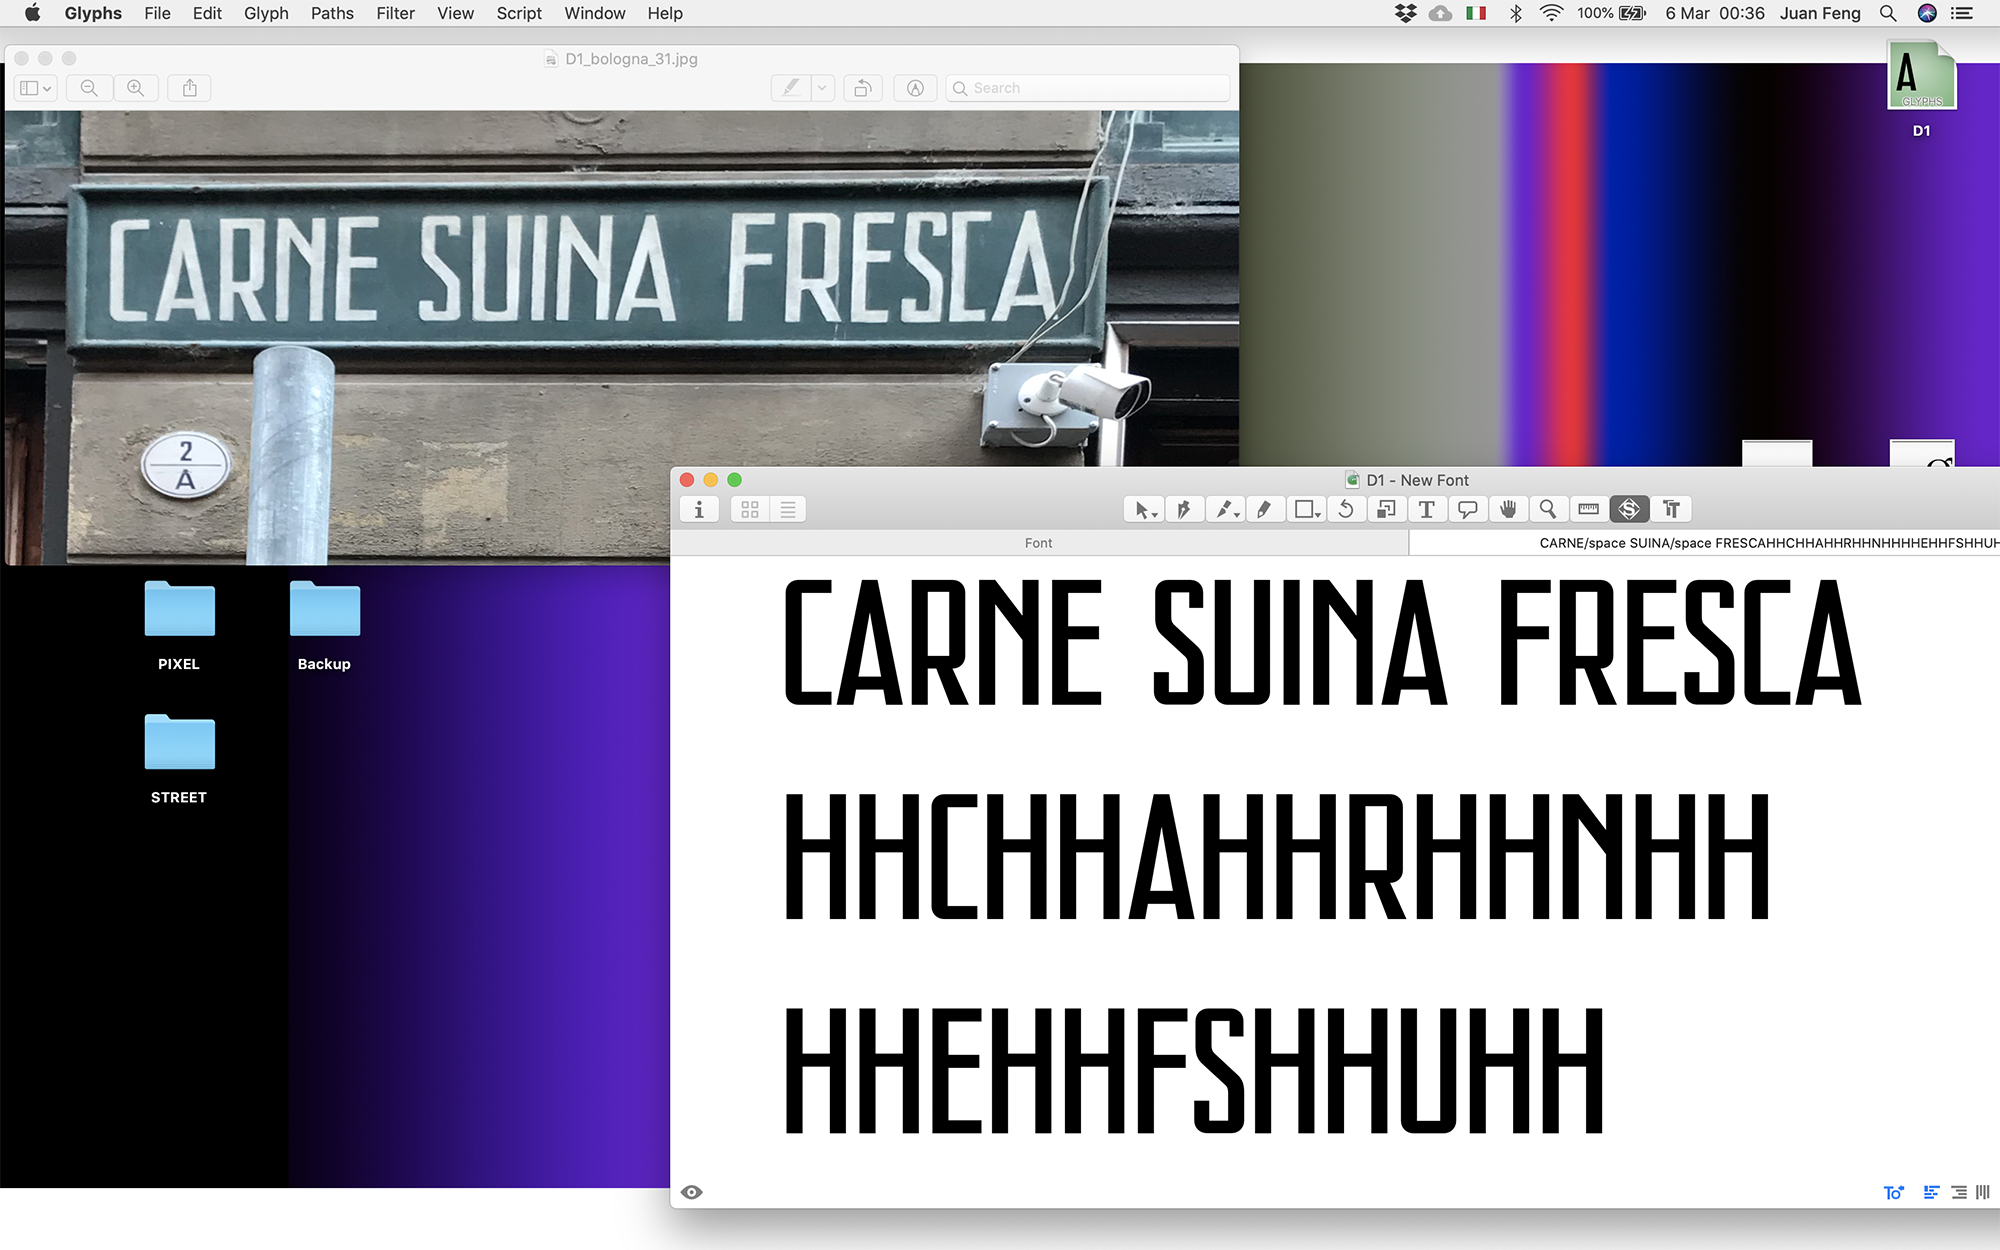 Glyphs File Edit Glyph Paths Filter View Script Window Help 100% 6 Mar 00:36 Juan Feng
D1_bologna_31.jpg
Search
A
GLYPHS
D1
CARNE SUINA FRESCA
2
A
D1 - New Font
Font
CARNE/space SUINA/space FRESCAHHCHHAHHRHHNHHHHEHHFSHHUH
CARNE SUINA FRESCA
HHCHHAHHRHHNHH
HHEHHFSHHUHH
PIXEL
Backup
STREET